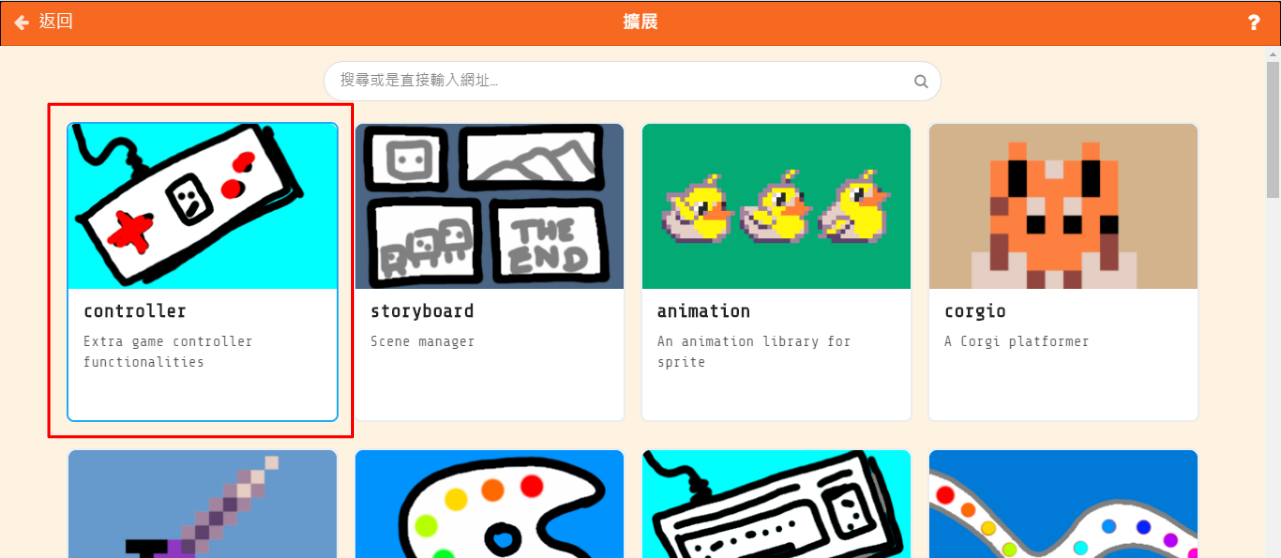 返回
擴展
?
搜尋或是直接輸入網址...
THE
END
controller
Extra game controller
functionalities
storyboard
Scene manager
animation
An animation library for
sprite
corgio
A Corgi platformer